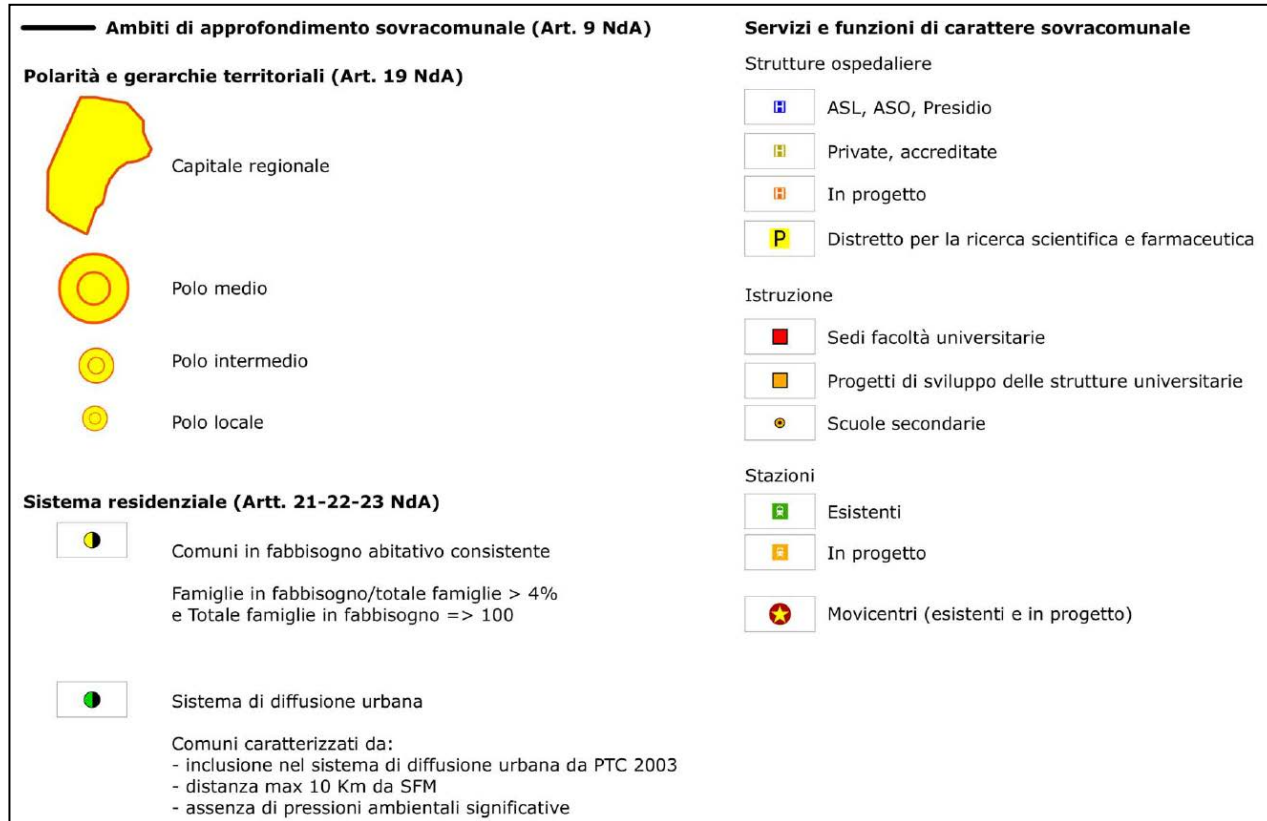 Ambiti di approfondimento sovracomunale (Art. 9 NdA)
Polarità e gerarchie territoriali (Art. 19 NdA)
Capitale regionale
Polo medio
Polo intermedio
Polo locale
Sistema residenziale (Artt. 21-22-23 NdA)
Comuni in fabbisogno abitativo consistente
Famiglie in fabbisogno/totale famiglie > 4%
e Totale famiglie in fabbisogno => 100
Sistema di diffusione urbana
Comuni caratterizzati da:
- inclusione nel sistema di diffusione urbana da PTC 2003
- distanza max 10 Km da SFM
- assenza di pressioni ambientali significative
Servizi e funzioni di carattere sovracomunale
Strutture ospedaliere
H ASL, ASO, Presidio
H Private, accreditate
H In progetto
P Distretto per la ricerca scientifica e farmaceutica
Istruzione
Sedi facoltà universitarie
Progetti di sviluppo delle strutture universitarie
Scuole secondarie
Stazioni
Esistenti
In progetto
Movicentri (esistenti e in progetto)